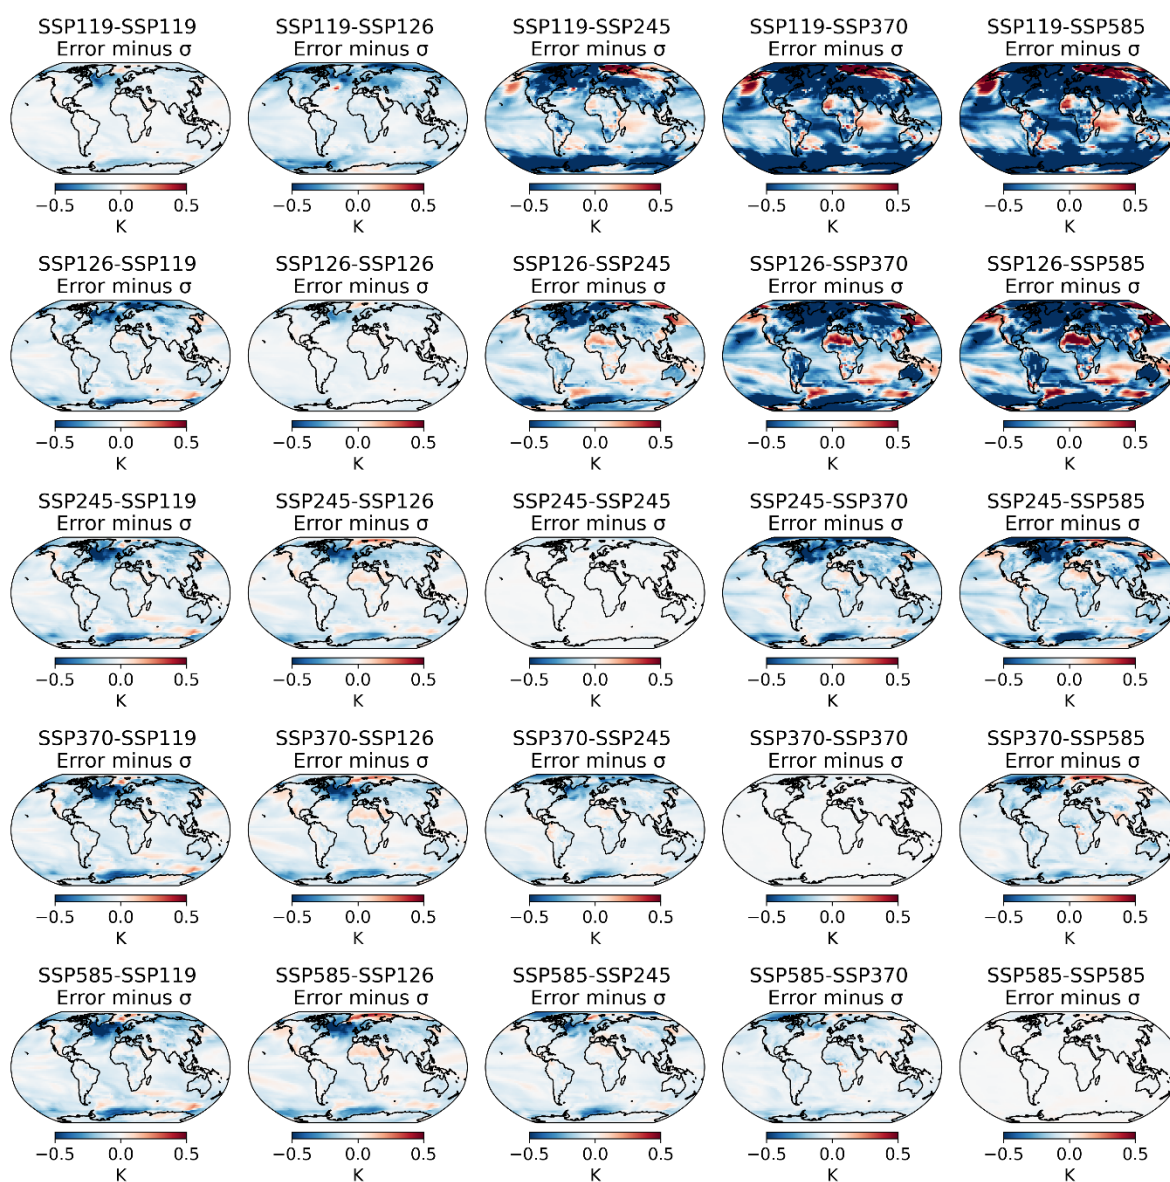 SSP119-SSP119 SSP119-SSP126 SSP119-SSP245 SSP119-SSP370 SSP119-SSP585
Error minus σ Error minus σ Error minus σ Error minus σ Error minus σ
−0.5 0.0 0.5 −0.5 0.0 0.5 −0.5 0.0 0.5 −0.5 0.0 0.5 −0.5 0.0 0.5
K K K K K
SSP126-SSP119 SSP126-SSP126 SSP126-SSP245 SSP126-SSP370 SSP126-SSP585
Error minus σ Error minus σ Error minus σ Error minus σ Error minus σ
−0.5 0.0 0.5 −0.5 0.0 0.5 −0.5 0.0 0.5 −0.5 0.0 0.5 −0.5 0.0 0.5
K K K K K
SSP245-SSP119 SSP245-SSP126 SSP245-SSP245 SSP245-SSP370 SSP245-SSP585
Error minus σ Error minus σ Error minus σ Error minus σ Error minus σ
−0.5 0.0 0.5 −0.5 0.0 0.5 −0.5 0.0 0.5 −0.5 0.0 0.5 −0.5 0.0 0.5
K K K K K
SSP370-SSP119 SSP370-SSP126 SSP370-SSP245 SSP370-SSP370 SSP370-SSP585
Error minus σ Error minus σ Error minus σ Error minus σ Error minus σ
−0.5 0.0 0.5 −0.5 0.0 0.5 −0.5 0.0 0.5 −0.5 0.0 0.5 −0.5 0.0 0.5
K K K K K
SSP585-SSP119 SSP585-SSP126 SSP585-SSP245 SSP585-SSP370 SSP585-SSP585
Error minus σ Error minus σ Error minus σ Error minus σ Error minus σ
−0.5 0.0 0.5 −0.5 0.0 0.5 −0.5 0.0 0.5 −0.5 0.0 0.5 −0.5 0.0 0.5
K K K K K